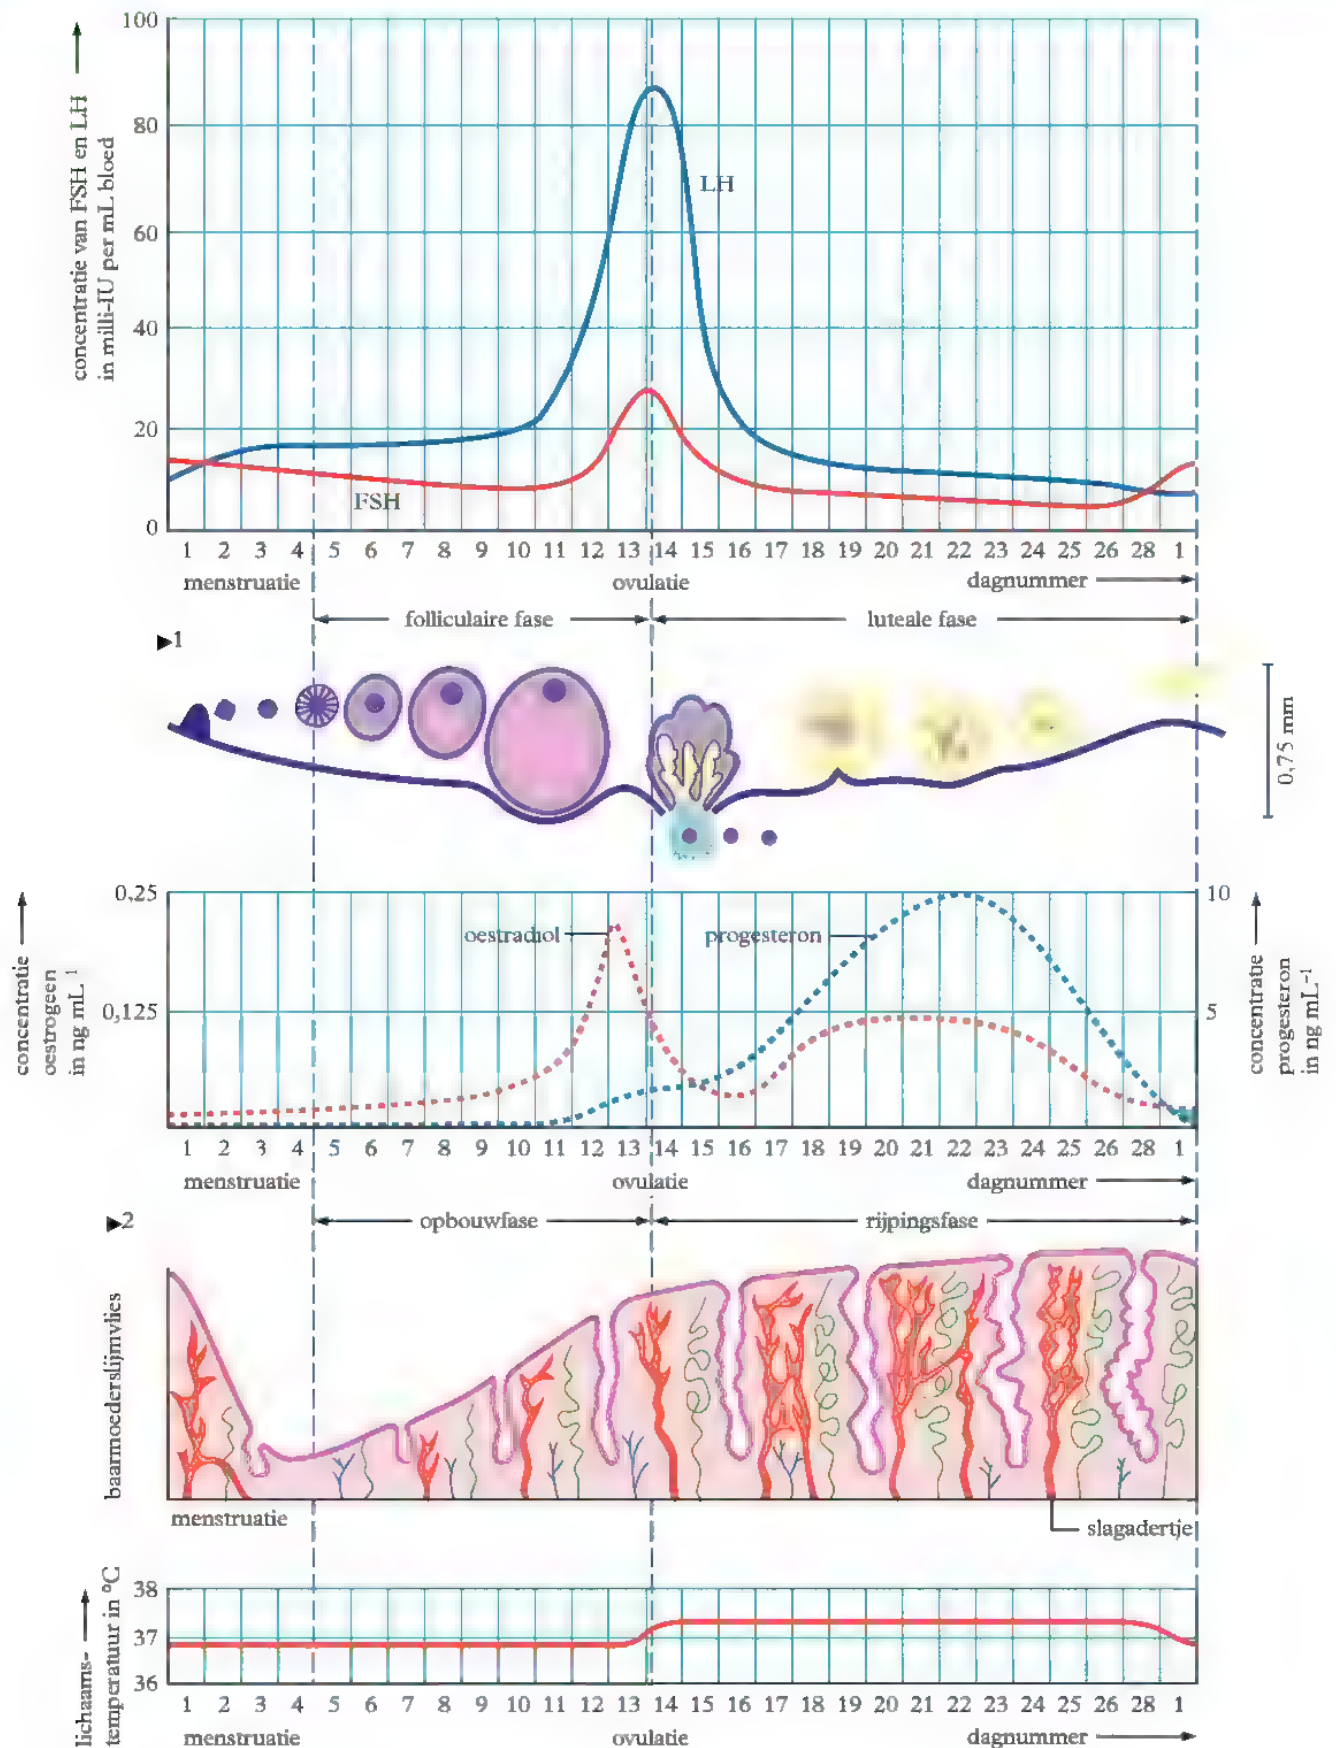 100
80
60
40
20
0
concentratie van FSH en LH
in milli-IU per mL bloed
LH
FSH
1 2 3 4 5 6 7 8 9 10 11 12 13 14 15 16 17 18 19 20 21 22 23 24 25 26 28 1
menstruatie ovulatie dagnummer
folliculaire fase luteale fase
▶1
0,75 mm
0,25
0,125
concentratie
oestrogeen
in ng mL ¹
oestradiol
progesteron
10
5
concentratie
progesteron
in ng mL⁻¹
1 2 3 4 5 6 7 8 9 10 11 12 13 14 15 16 17 18 19 20 21 22 23 24 25 26 28 1
menstruatie ovulatie dagnummer
▶2
opbouwfase rijpingsfase
baarmoederslijmvlies
menstruatie
slagadertje
38
37
36
lichaams-
temperatuur in °C
1 2 3 4 5 6 7 8 9 10 11 12 13 14 15 16 17 18 19 20 21 22 23 24 25 26 28 1
menstruatie ovulatie dagnummer